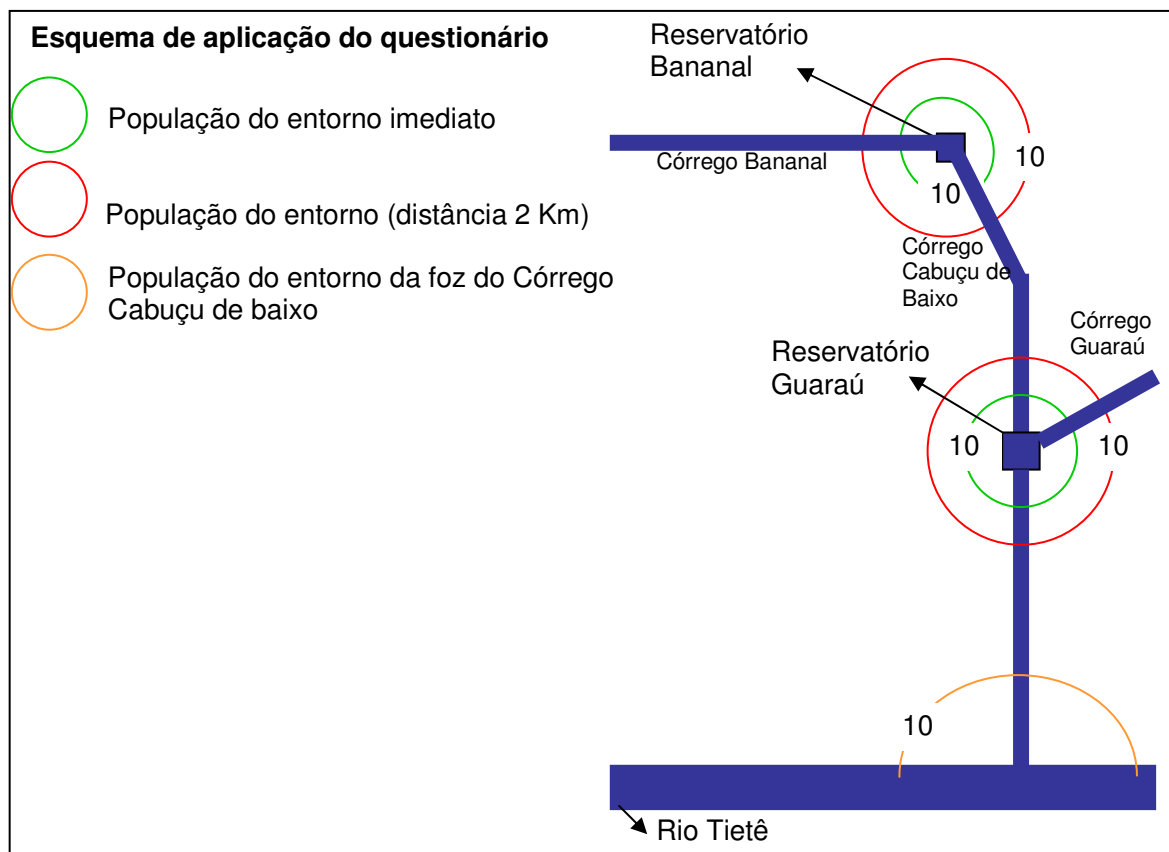 Esquema de aplicação do questionário
População do entorno imediato
População do entorno (distância 2 Km)
População do entorno da foz do Córrego
Cabuçu de baixo
Reservatório
Bananal
10
Córrego Bananal
10
Córrego
Cabuçu de
Baixo
Córrego
Guaraú
Reservatório
Guaraú
10
10
10
Rio Tietê